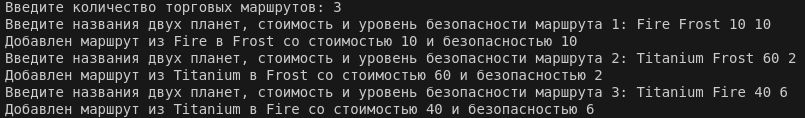 Введите количество торговых маршрутов: 3
Введите названия двух планет, стоимость и уровень безопасности маршрута 1: Fire Frost 10 10
Добавлен маршрут из Fire в Frost со стоимостью 10 и безопасностью 10
Введите названия двух планет, стоимость и уровень безопасности маршрута 2: Titanium Frost 60 2
Добавлен маршрут из Titanium в Frost со стоимостью 60 и безопасностью 2
Введите названия двух планет, стоимость и уровень безопасности маршрута 3: Titanium Fire 40 6
Добавлен маршрут из Titanium в Fire со стоимостью 40 и безопасностью 6